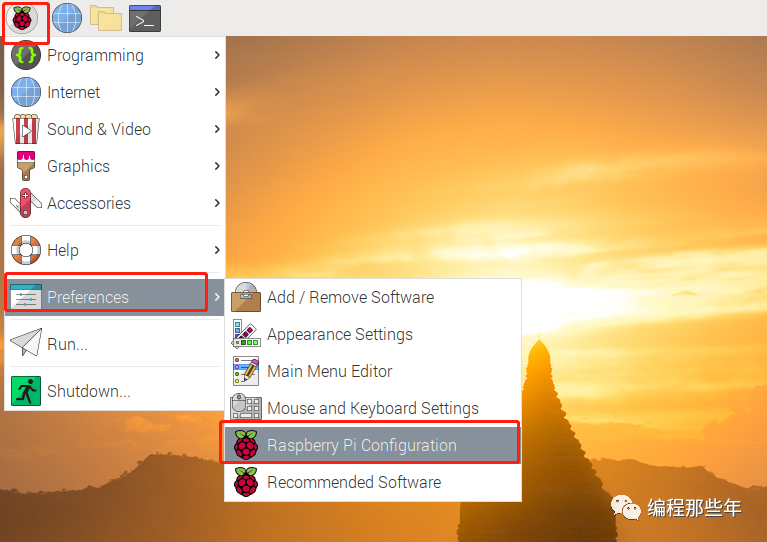 Programming
Internet
Sound & Video
Graphics
Accessories
Help
Preferences
Run...
Shutdown...
Add / Remove Software
Appearance Settings
Main Menu Editor
Mouse and Keyboard Settings
Raspberry Pi Configuration
Recommended Software
编程那些年